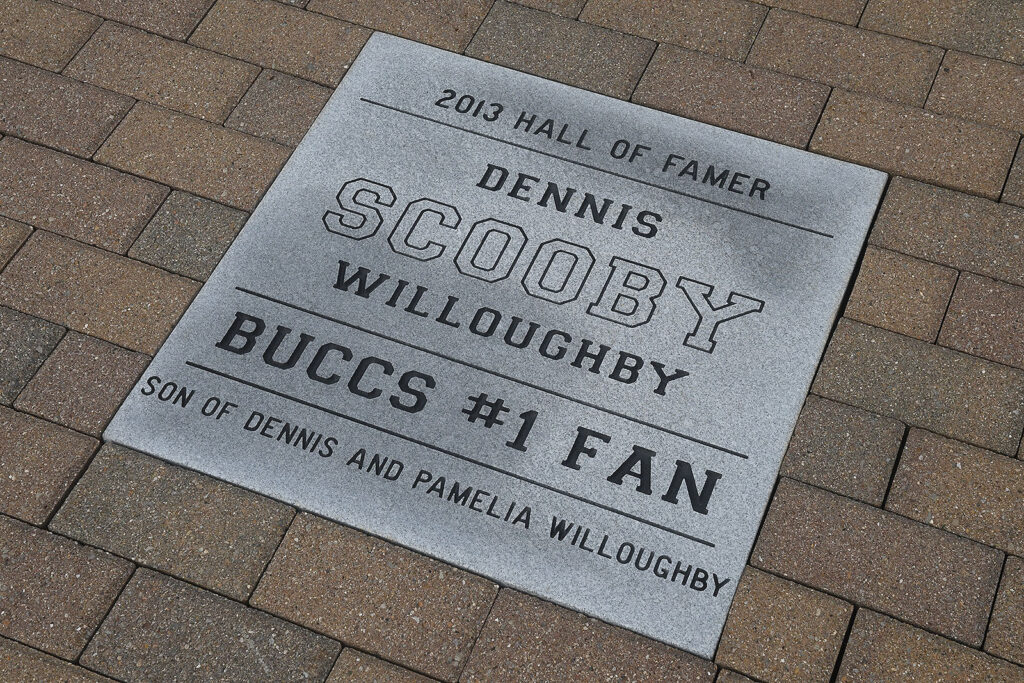 2013 HALL OF FAMER
DENNIS
SCOOBY
WILLOUGHBY
BUCCS #1 FAN
SON OF DENNIS AND PAMELIA WILLOUGHBY